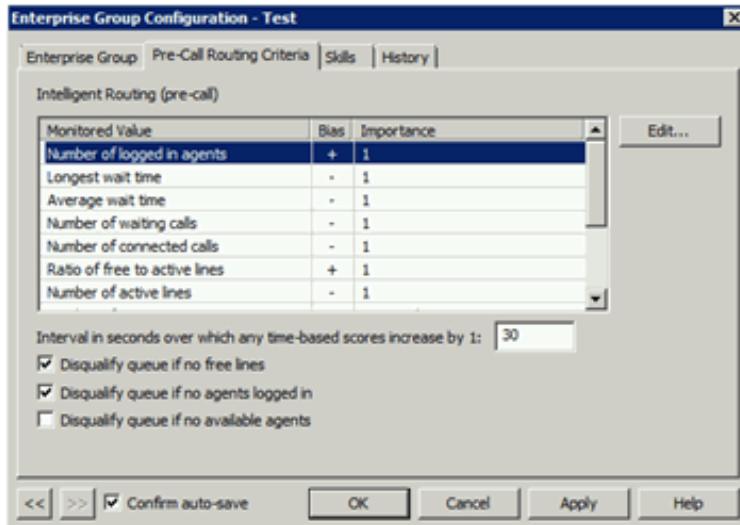 Enterprise Group Configuration - Test
Enterprise Group Pre-Call Routing Criteria Skills History
Intelligent Routing (pre-call)
Monitored Value Bias Importance
Edit...
Number of logged in agents + 1
Longest wait time - 1
Average wait time - 1
Number of waiting calls - 1
Number of connected calls - 1
Ratio of free to active lines + 1
Number of active lines - 1
Interval in seconds over which any time-based scores increase by 1: 30
Disqualify queue if no free lines
Disqualify queue if no agents logged in
Disqualify queue if no available agents
<< >> Confirm auto-save OK Cancel Apply Help